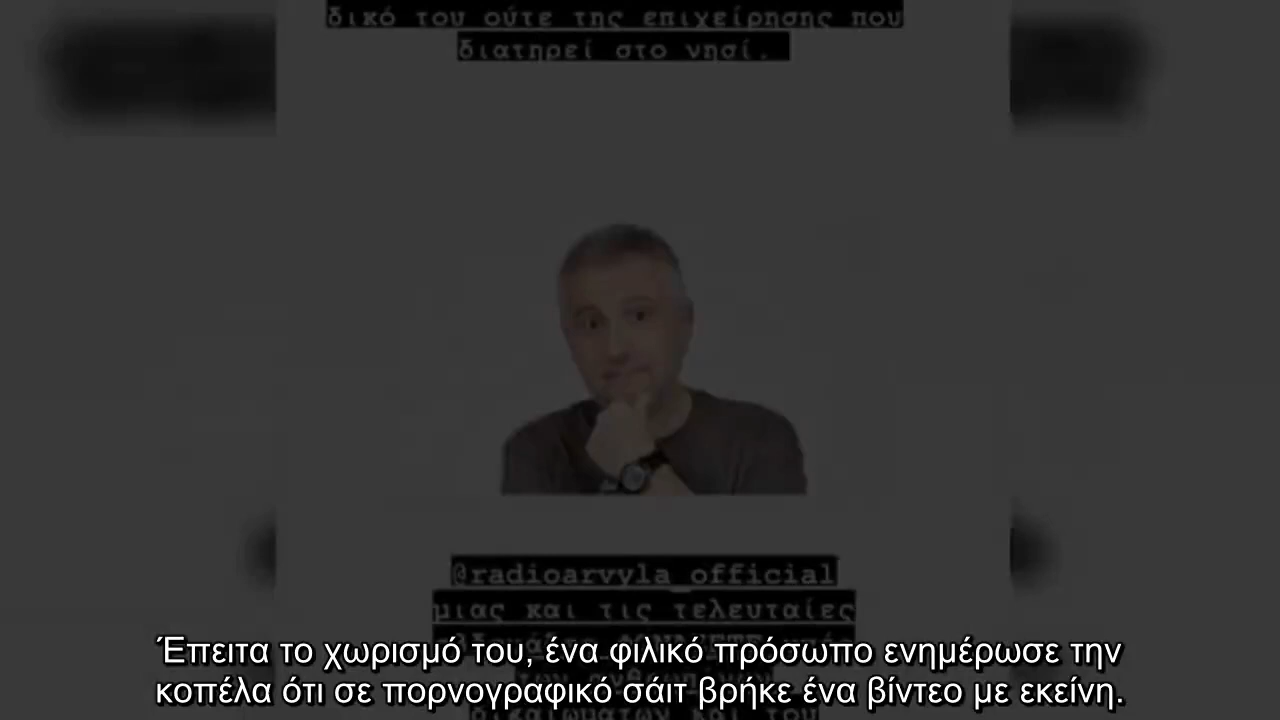 δικό του ούτε της επιχείρησης που
διατηρεί στο νησί.
@radioarvyla_official
μιας και τις τελευταίες
Έπειτα το χωρισμό του, ένα φιλικό πρόσωπο ενημέρωσε την
κοπέλα ότι σε πορνογραφικό σάιτ βρήκε ένα βίντεο με εκείνη.